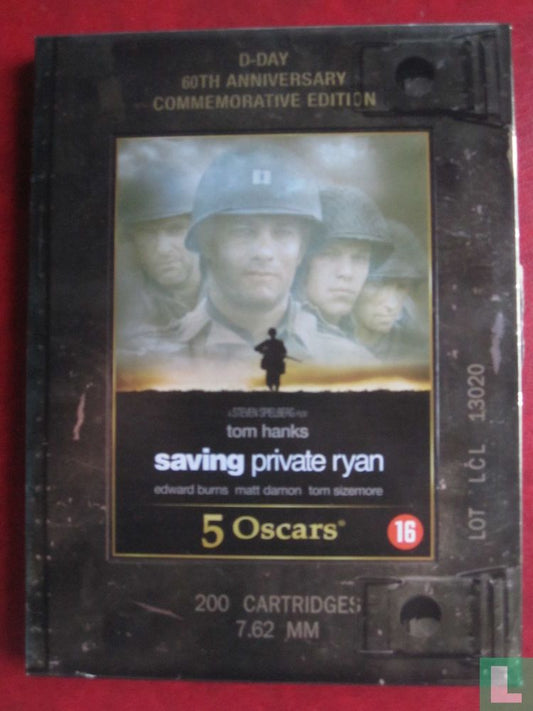 D-DAY
60TH ANNIVERSARY
COMMEMORATIVE EDITION
A STEVEN SPIELBERG FILM
tom hanks
saving private ryan
edward burns matt damon tom sizemore
5 Oscars®
16
LOT LCL 13020
200 CARTRIDGES
7.62 MM
L